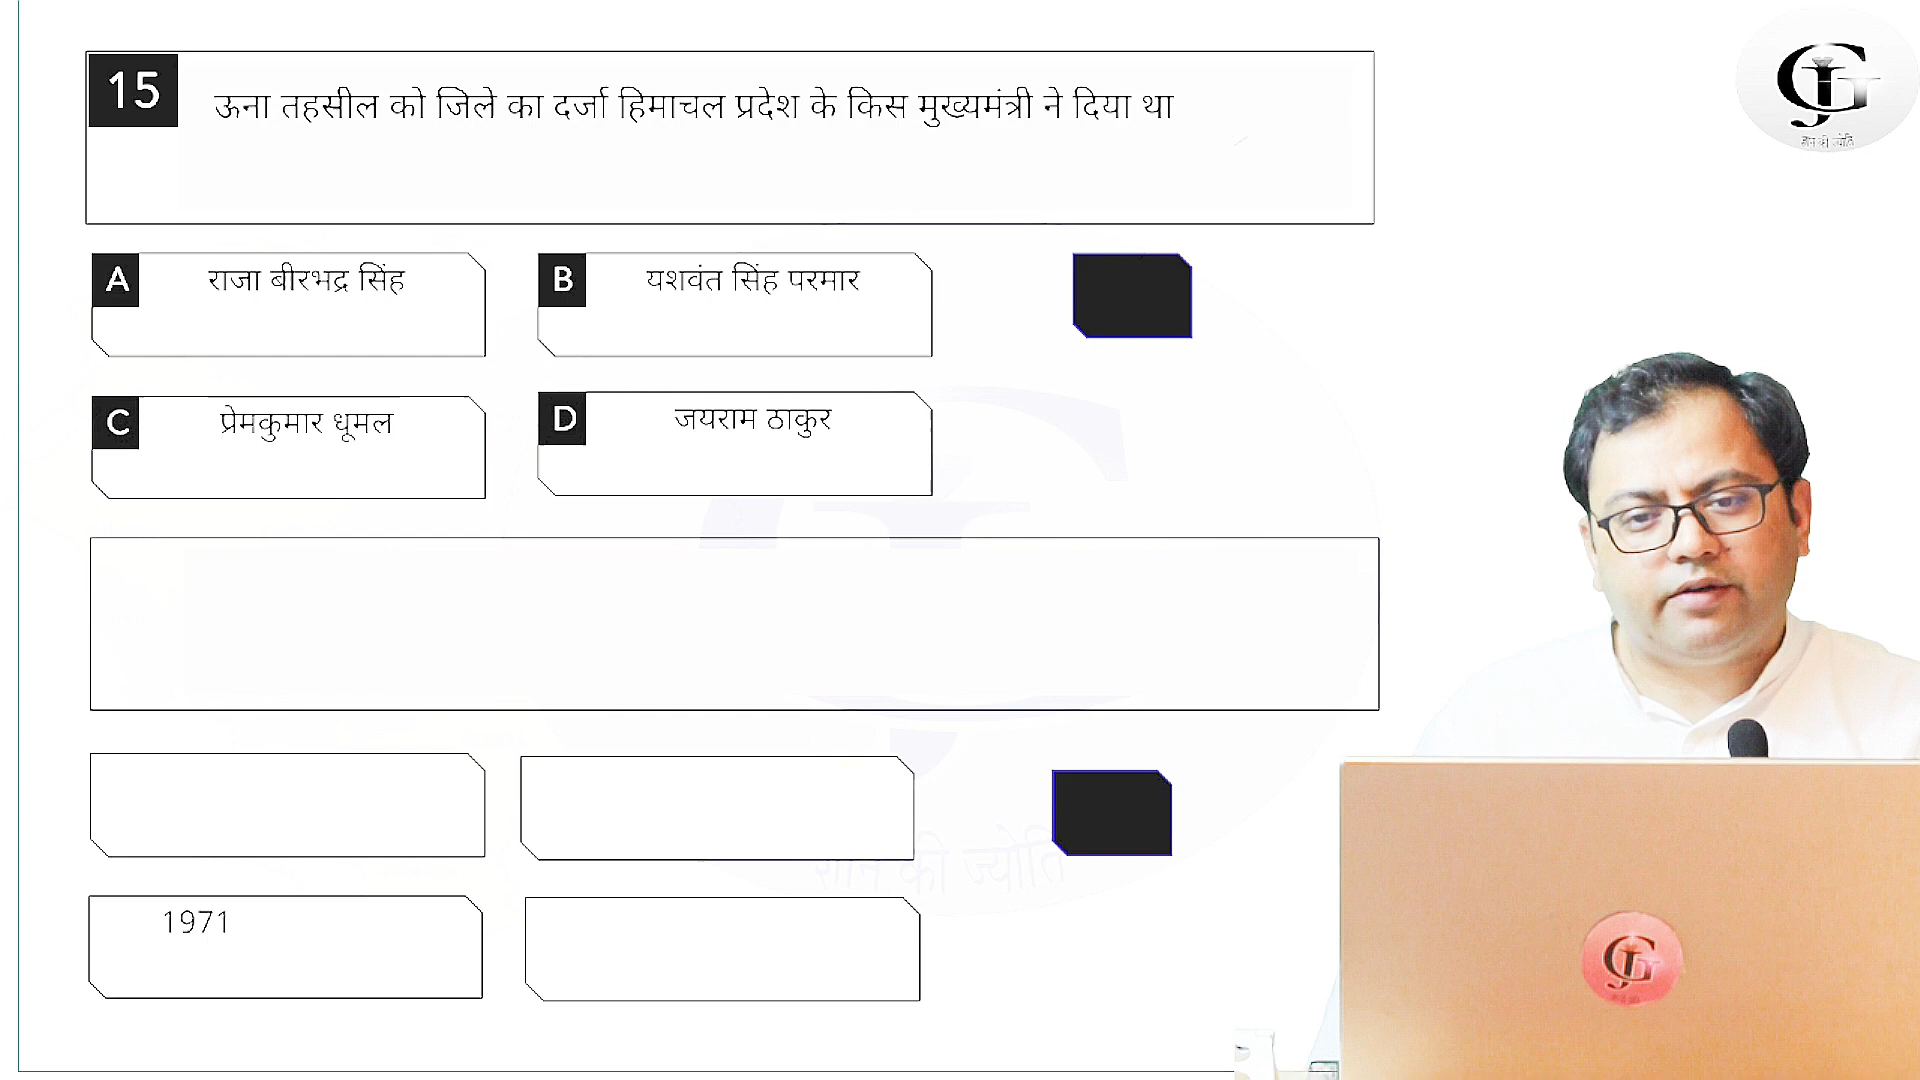 15
ऊना तहसील को जिले का दर्जा हिमाचल प्रदेश के किस मुख्यमंत्री ने दिया था
A राजा बीरभद्र सिंह
B यशवंत सिंह परमार
C प्रेमकुमार धूमल
D जयराम ठाकुर
1971
ज्ञान की ज्योति